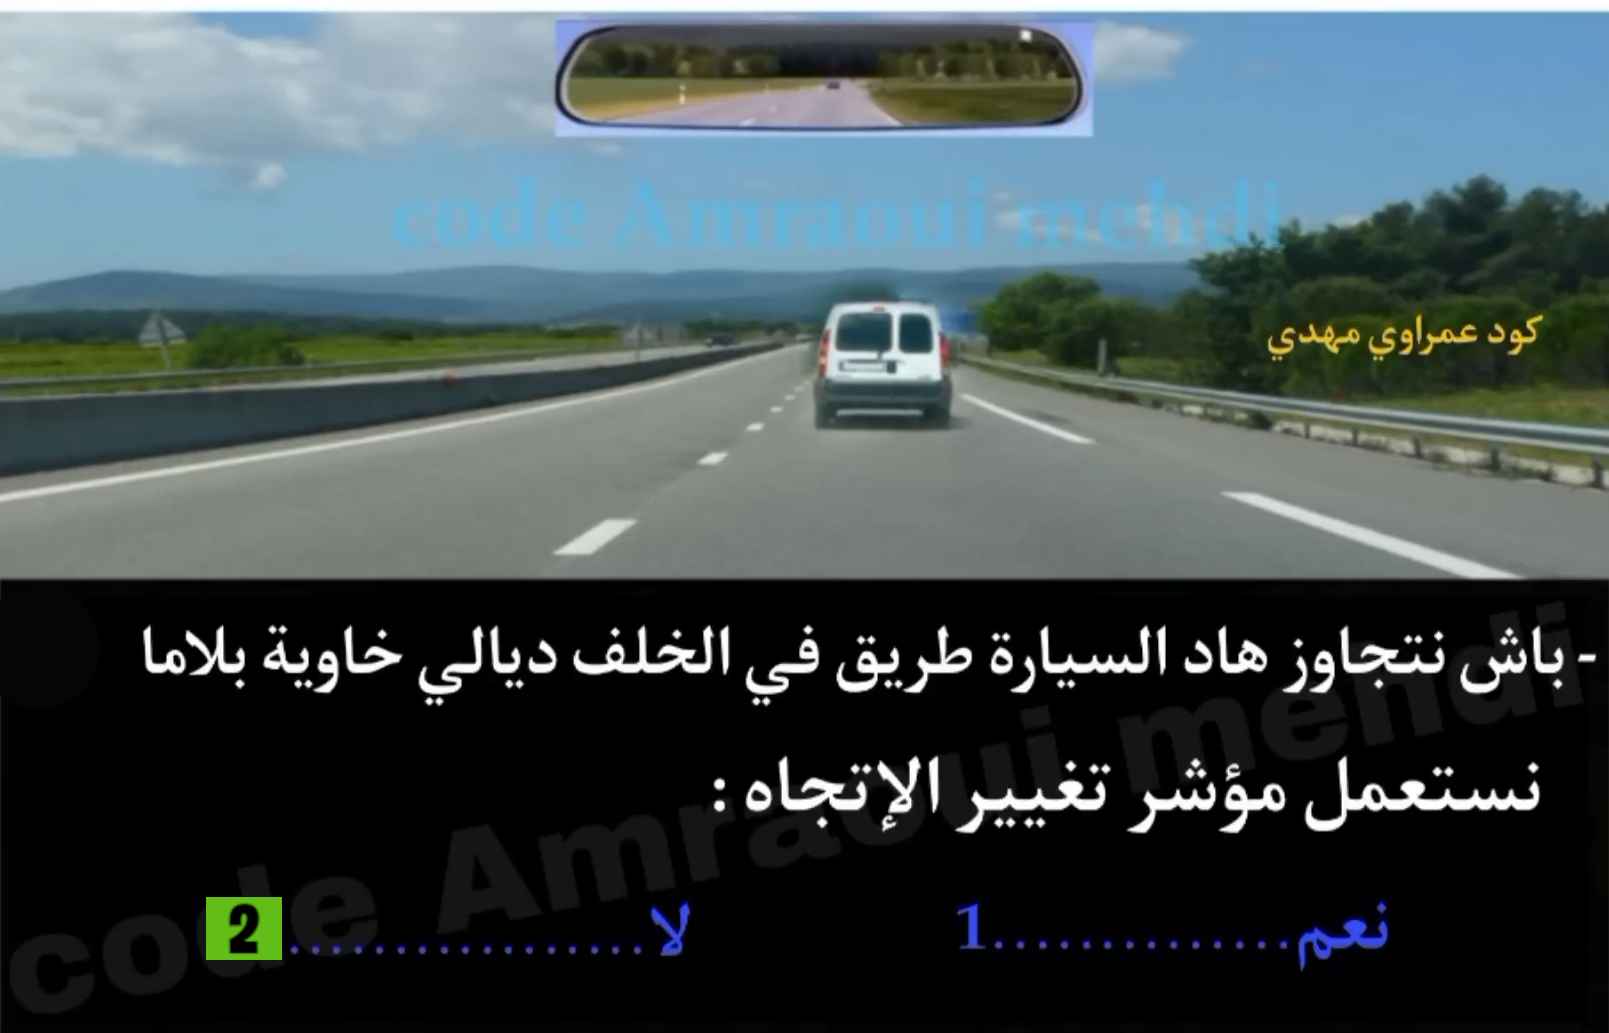 code Amraoui mehdi
كود عمراوي مهدي
- باش نتجاوز هاد السيارة طريق في الخلف ديالي خاوية بلاما
نستعمل مؤشر تغيير الإتجاه :
نعم..............1 لا.................2
code Amraoui mehdi